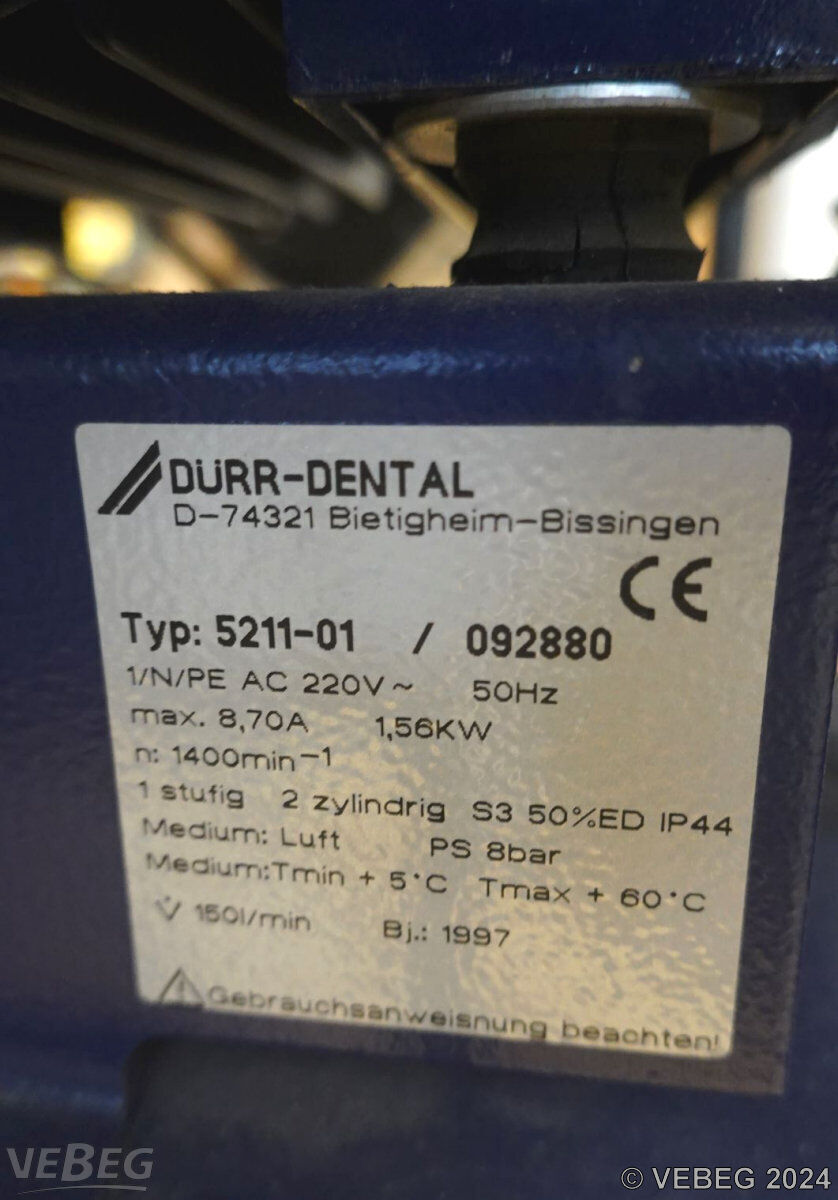 DÜRR-DENTAL
D-74321 Bietigheim-Bissingen
CE
Typ: 5211-01 / 092880
1/N/PE AC 220V~ 50Hz
max. 8,70A 1,56KW
n: 1400min-1
1 stufig 2 zylindrig S3 50%ED IP44
Medium: Luft PS 8bar
Medium:Tmin + 5°C Tmax + 60°C
V̇ 150l/min Bj.: 1997
Gebrauchsanweisnung beachten!
VEBEG
© VEBEG 2024